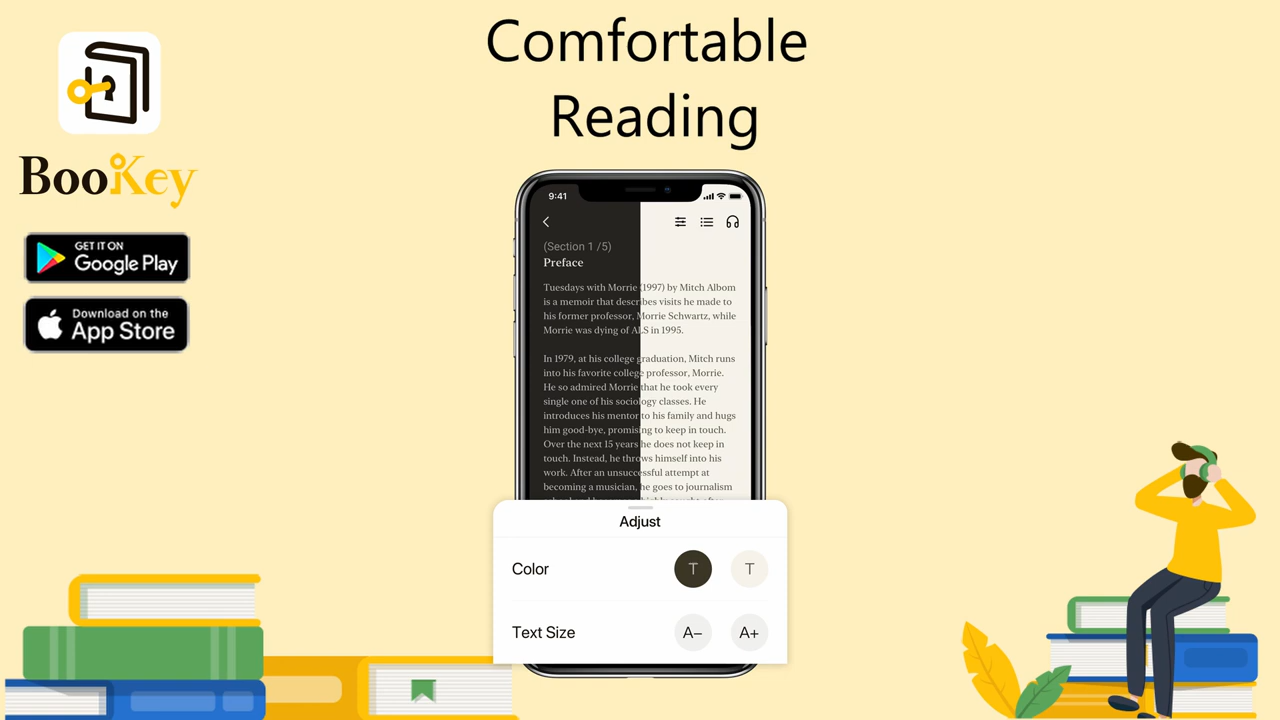 Comfortable
Reading
BooKey
GET IT ON
Google Play
Download on the
App Store
9:41
(Section 1 /5)
Preface
Tuesdays with Morrie (1997) by Mitch Albom
is a memoir that describes visits he made to
his former professor, Morrie Schwartz, while
Morrie was dying of ALS in 1995.
In 1979, at his college graduation, Mitch runs
into his favorite college professor, Morrie.
He so admired Morrie that he took every
single one of his sociology classes. He
introduces his mentor to his family and hugs
him good-bye, promising to keep in touch.
Over the next 15 years he does not keep in
touch. Instead, he throws himself into his
work. After an unsuccessful attempt at
becoming a musician, he goes to journalism
Adjust
Color
T
T
Text Size
A−
A+